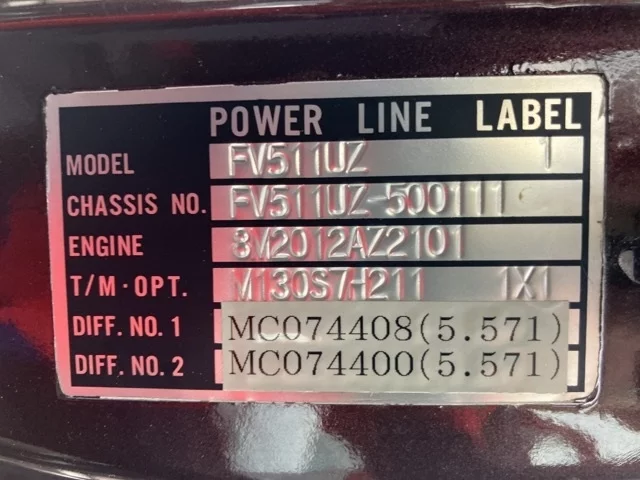 POWER LINE LABEL
MODEL FV511UZ 1
CHASSIS NO. FV511UZ-500111
ENGINE 8M2012AZ2101
T/M·OPT. M130S7H211 1X1
DIFF. NO. 1 MC074408(5.571)
DIFF. NO. 2 MC074400(5.571)